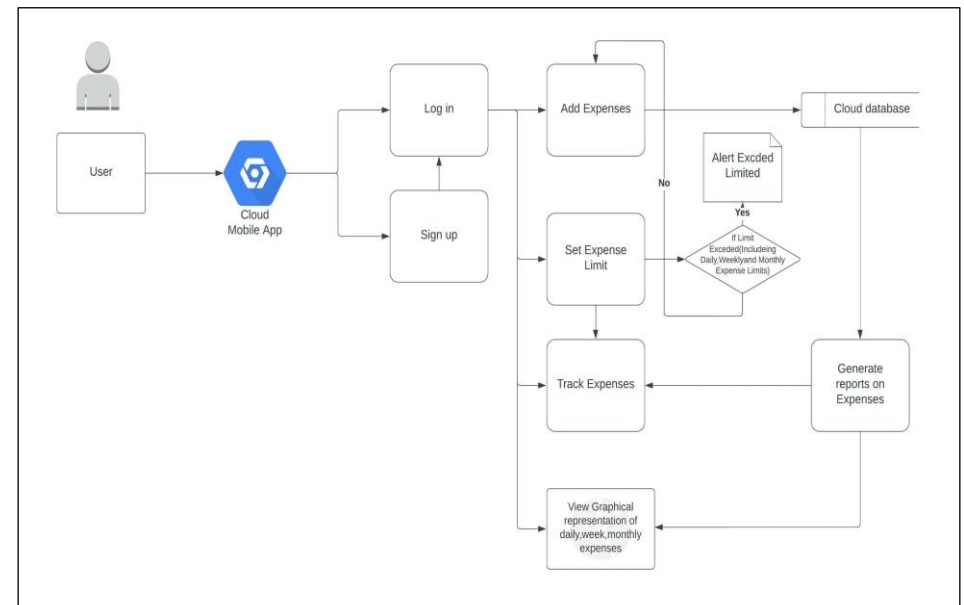 User
Cloud
Mobile App
Log in
Sign up
Add Expenses
Cloud database
Alert Excded
Limited
No
Yes
Set Expense
Limit
If Limit
Exceded(Includeing
Daily,Weeklyand Monthly
Expense Limits)
Track Expenses
Generate
reports on
Expenses
View Graphical
representation of
daily,week,monthly
expenses